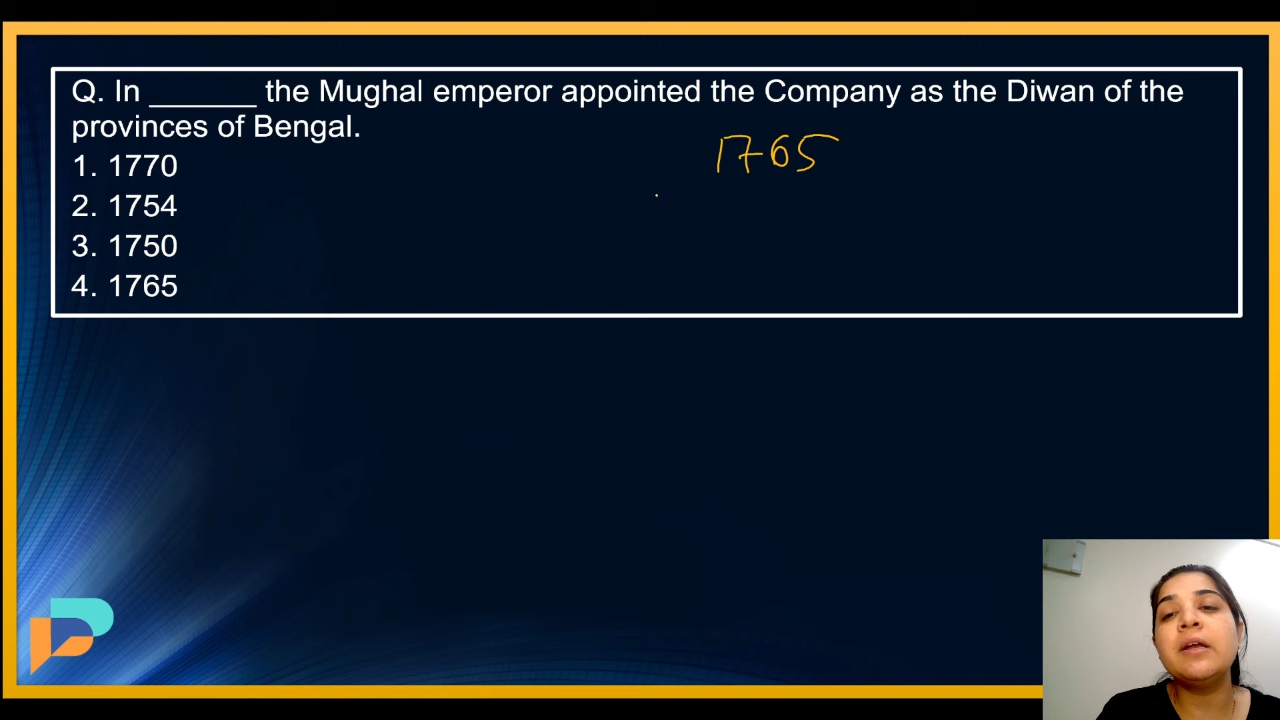 Q. In _______ the Mughal emperor appointed the Company as the Diwan of the
provinces of Bengal.
1765
1. 1770
2. 1754
3. 1750
4. 1765